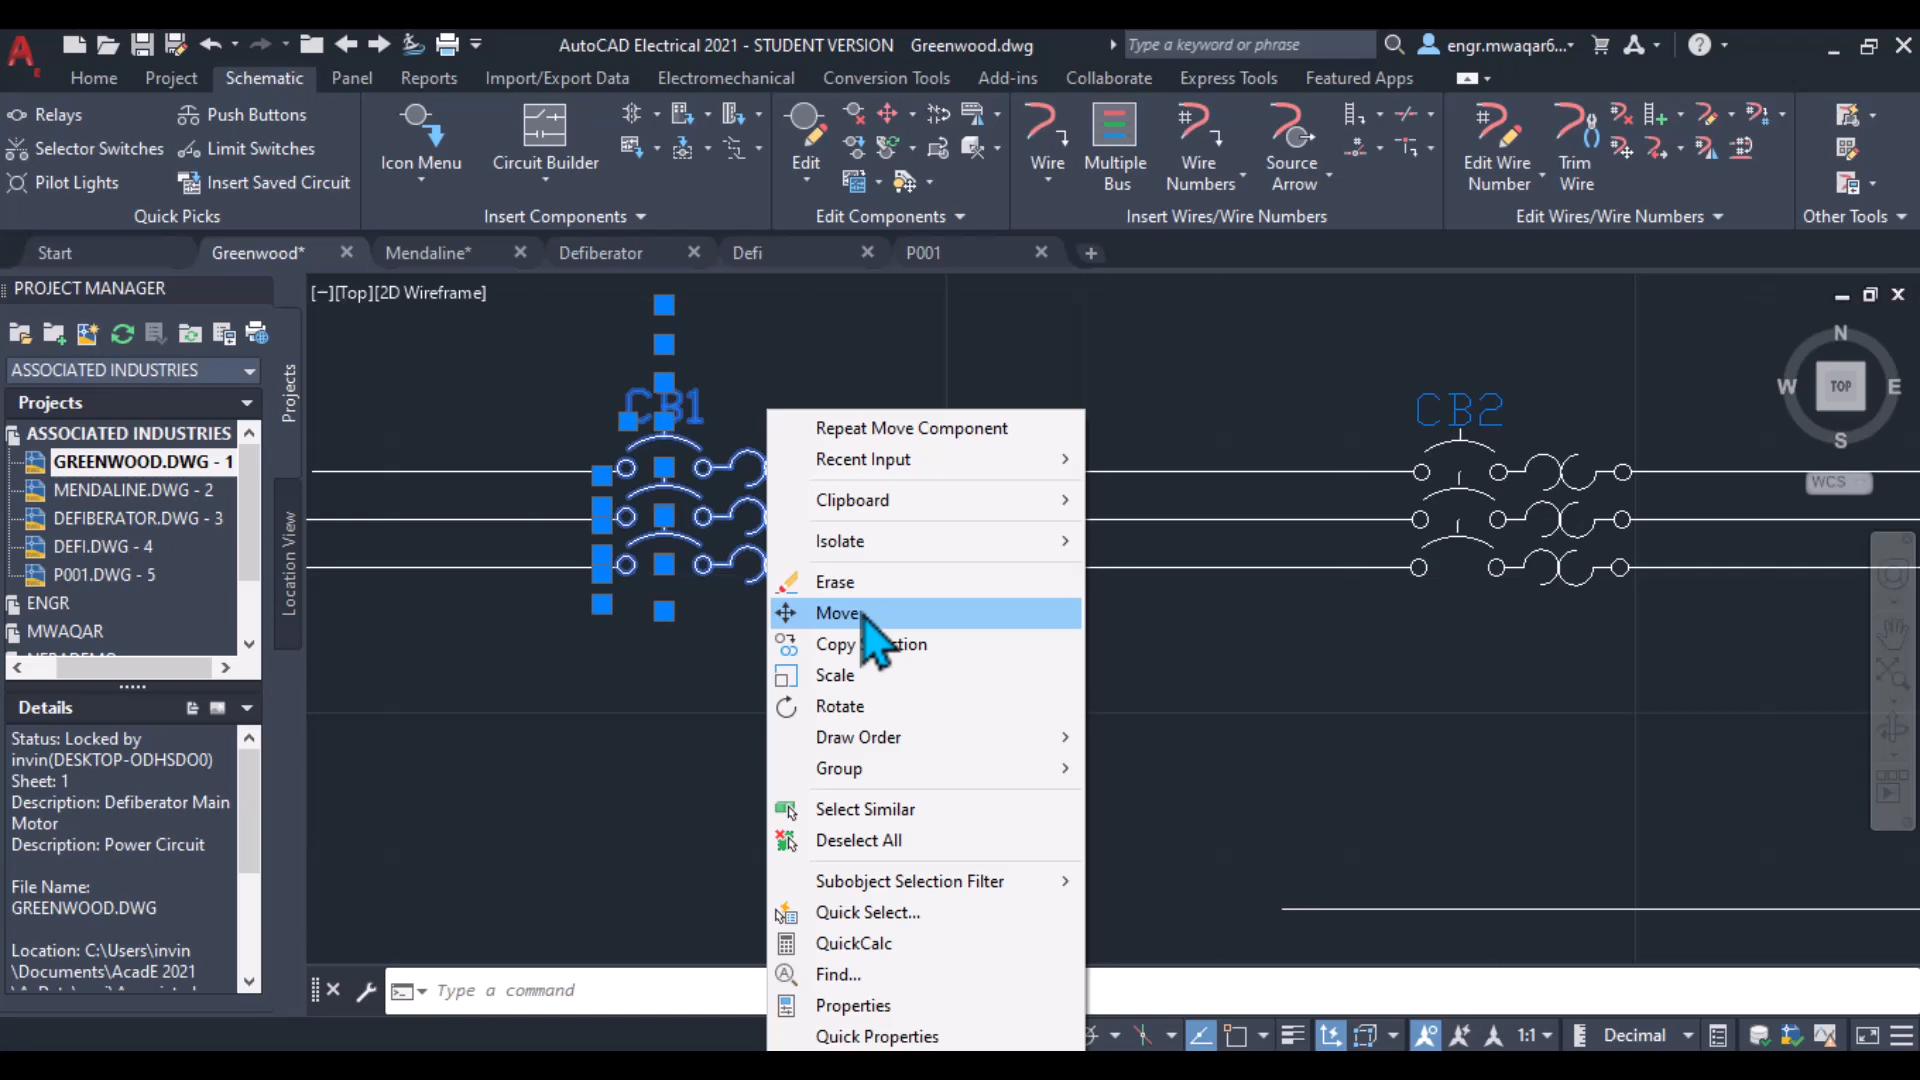 AutoCAD Electrical 2021 - STUDENT VERSION Greenwood.dwg
Type a keyword or phrase
engr.mwaqar6...
Home Project Schematic Panel Reports Import/Export Data Electromechanical Conversion Tools Add-ins Collaborate Express Tools Featured Apps
Relays
Push Buttons
Selector Switches
Limit Switches
Pilot Lights
Insert Saved Circuit
Quick Picks
Icon Menu
Circuit Builder
Insert Components
Edit
Edit Components
Wire
Multiple Bus
Wire Numbers
Source Arrow
Insert Wires/Wire Numbers
Edit Wire Number
Trim Wire
Edit Wires/Wire Numbers
Other Tools
Start
Greenwood*
Mendaline*
Defiberator
Defi
P001
PROJECT MANAGER
ASSOCIATED INDUSTRIES
Projects
ASSOCIATED INDUSTRIES
GREENWOOD.DWG - 1
MENDALINE.DWG - 2
DEFIBERATOR.DWG - 3
DEFI.DWG - 4
P001.DWG - 5
ENGR
MWAQAR
Projects
Location View
Details
Status: Locked by
invin(DESKTOP-ODHSDO0)
Sheet: 1
Description: Defiberator Main
Motor
Description: Power Circuit
File Name:
GREENWOOD.DWG
Location: C:\Users\invin
\Documents\AcadE 2021
[−][Top][2D Wireframe]
CB1
CB2
N
W
TOP
E
S
WCS
Repeat Move Component
Recent Input
Clipboard
Isolate
Erase
Move
Copy
Scale
Rotate
Draw Order
Group
Select Similar
Deselect All
Subobject Selection Filter
Quick Select...
QuickCalc
Find...
Properties
Quick Properties
Type a command
1:1
Decimal